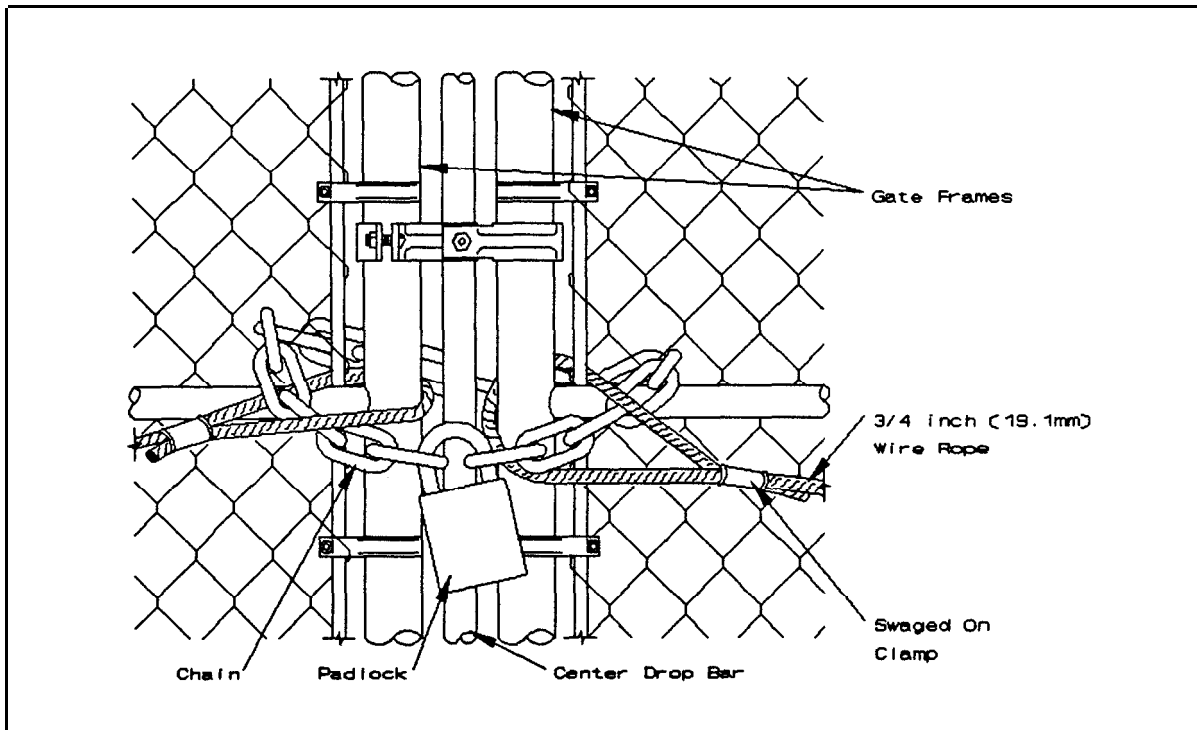 Gate Frames
3/4 inch (19.1mm)
Wire Rope
Swaged On
Clamp
Chain
Padlock
Center Drop Bar